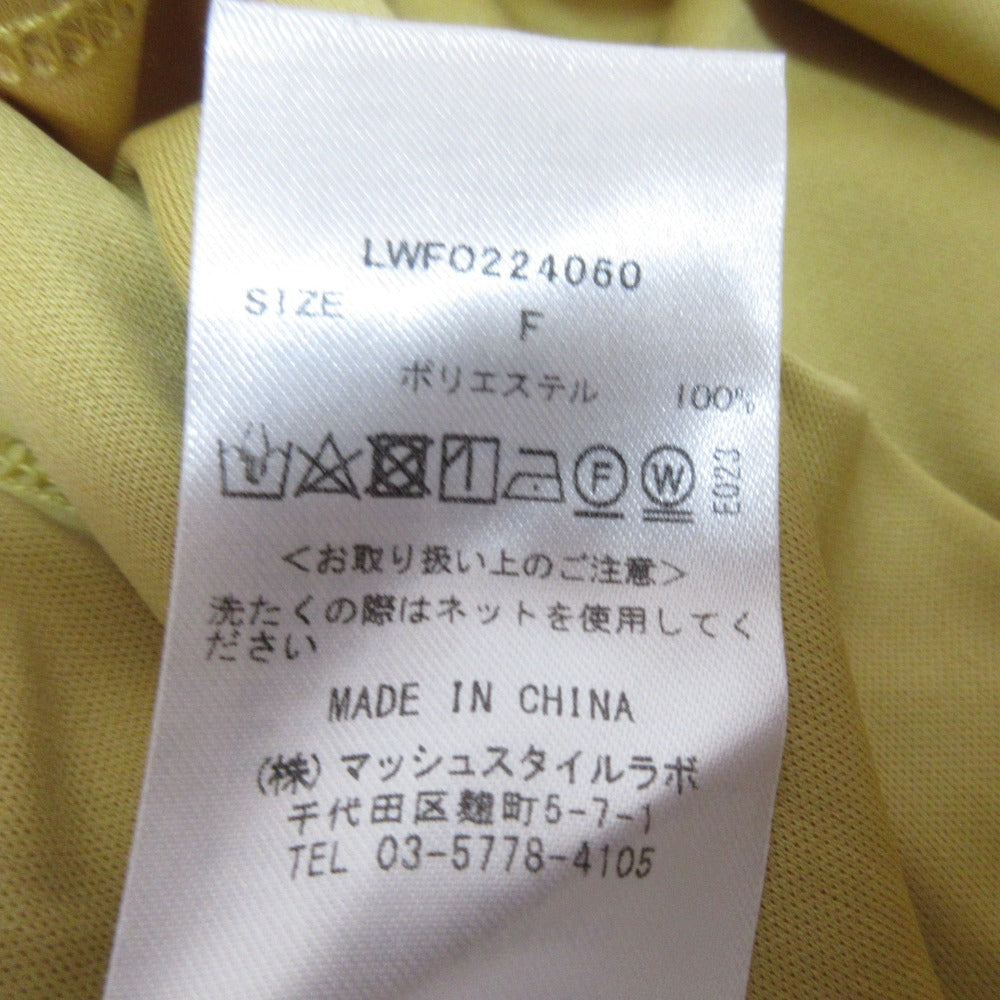 LWFO224060
SIZE F
ポリエステル 100%
F W E023
<お取り扱い上のご注意>
洗たくの際はネットを使用してく
ださい
MADE IN CHINA
(株)マッシュスタイルラボ
千代田区麹町5-7-1
TEL 03-5778-4105